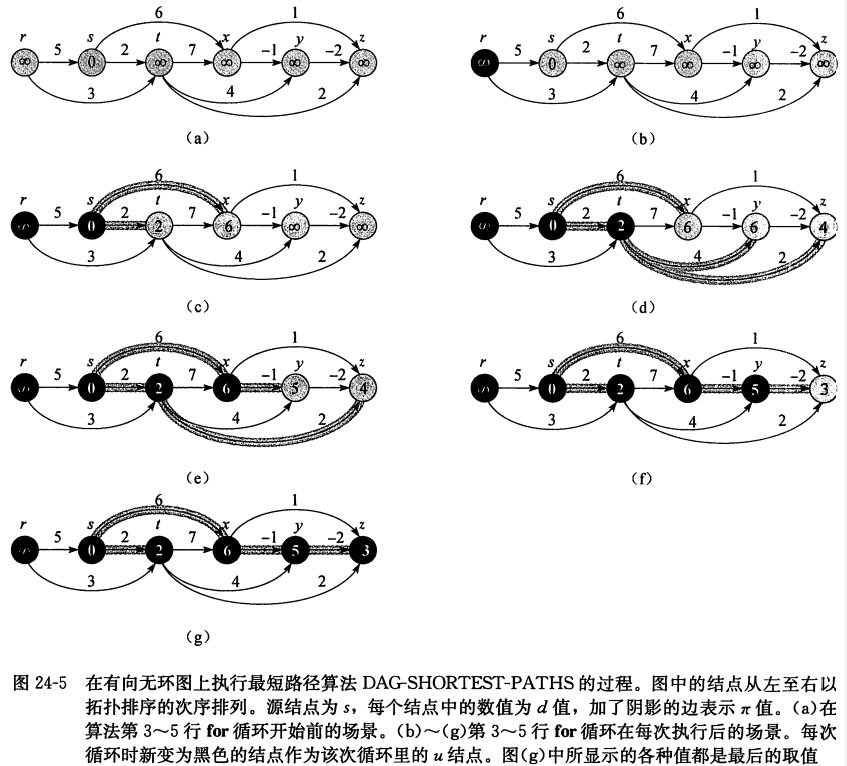 6 1
r s t x y z
∞ 5 0 2 ∞ 7 ∞ −1 ∞ −2 ∞
3 4 2
(a)
6 1
r s t x y z
∞ 5 0 2 ∞ 7 ∞ −1 ∞ −2 ∞
3 4 2
(b)
6 1
r s t x y z
∞ 5 0 2 2 7 6 −1 ∞ −2 ∞
3 4 2
(c)
6 1
r s t x y z
∞ 5 0 2 2 7 6 −1 6 −2 4
3 4 2
(d)
6 1
r s t x y z
∞ 5 0 2 2 7 6 −1 5 −2 4
3 4 2
(e)
6 1
r s t x y z
∞ 5 0 2 2 7 6 −1 5 −2 3
3 4 2
(f)
6 1
r s t x y z
∞ 5 0 2 2 7 6 −1 5 −2 3
3 4 2
(g)
图 24-5 在有向无环图上执行最短路径算法 DAG-SHORTEST-PATHS 的过程。图中的结点从左至右以
拓扑排序的次序排列。源结点为 s，每个结点中的数值为 d 值，加了阴影的边表示 π 值。(a)在
算法第 3～5 行 for 循环开始前的场景。(b)～(g)第 3～5 行 for 循环在每次执行后的场景。每次
循环时新变为黑色的结点作为该次循环里的 u 结点。图(g)中所显示的各种值都是最后的取值